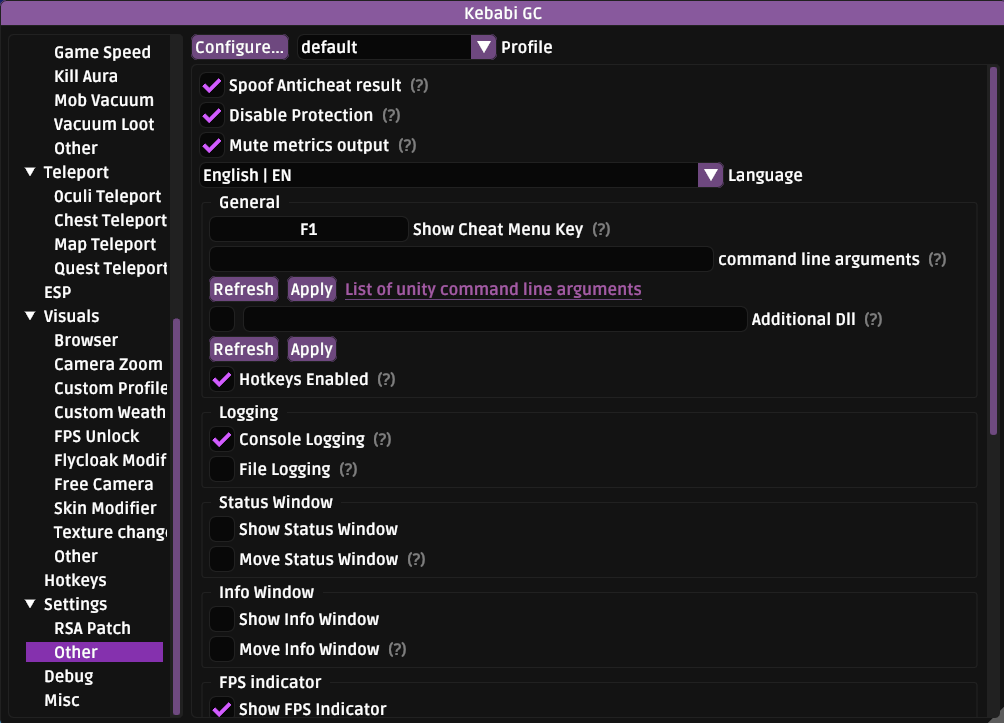 Kebabi GC
Game Speed
Kill Aura
Mob Vacuum
Vacuum Loot
Other
Teleport
Oculi Teleport
Chest Teleport
Map Teleport
Quest Teleport
ESP
Visuals
Browser
Camera Zoom
Custom Profile
Custom Weath
FPS Unlock
Flycloak Modif
Free Camera
Skin Modifier
Texture chang
Other
Hotkeys
Settings
RSA Patch
Other
Debug
Misc
Configure... default Profile
Spoof Anticheat result (?)
Disable Protection (?)
Mute metrics output (?)
English | EN Language
General
F1 Show Cheat Menu Key (?)
command line arguments (?)
Refresh Apply List of unity command line arguments
Additional Dll (?)
Refresh Apply
Hotkeys Enabled (?)
Logging
Console Logging (?)
File Logging (?)
Status Window
Show Status Window
Move Status Window (?)
Info Window
Show Info Window
Move Info Window (?)
FPS indicator
Show FPS Indicator